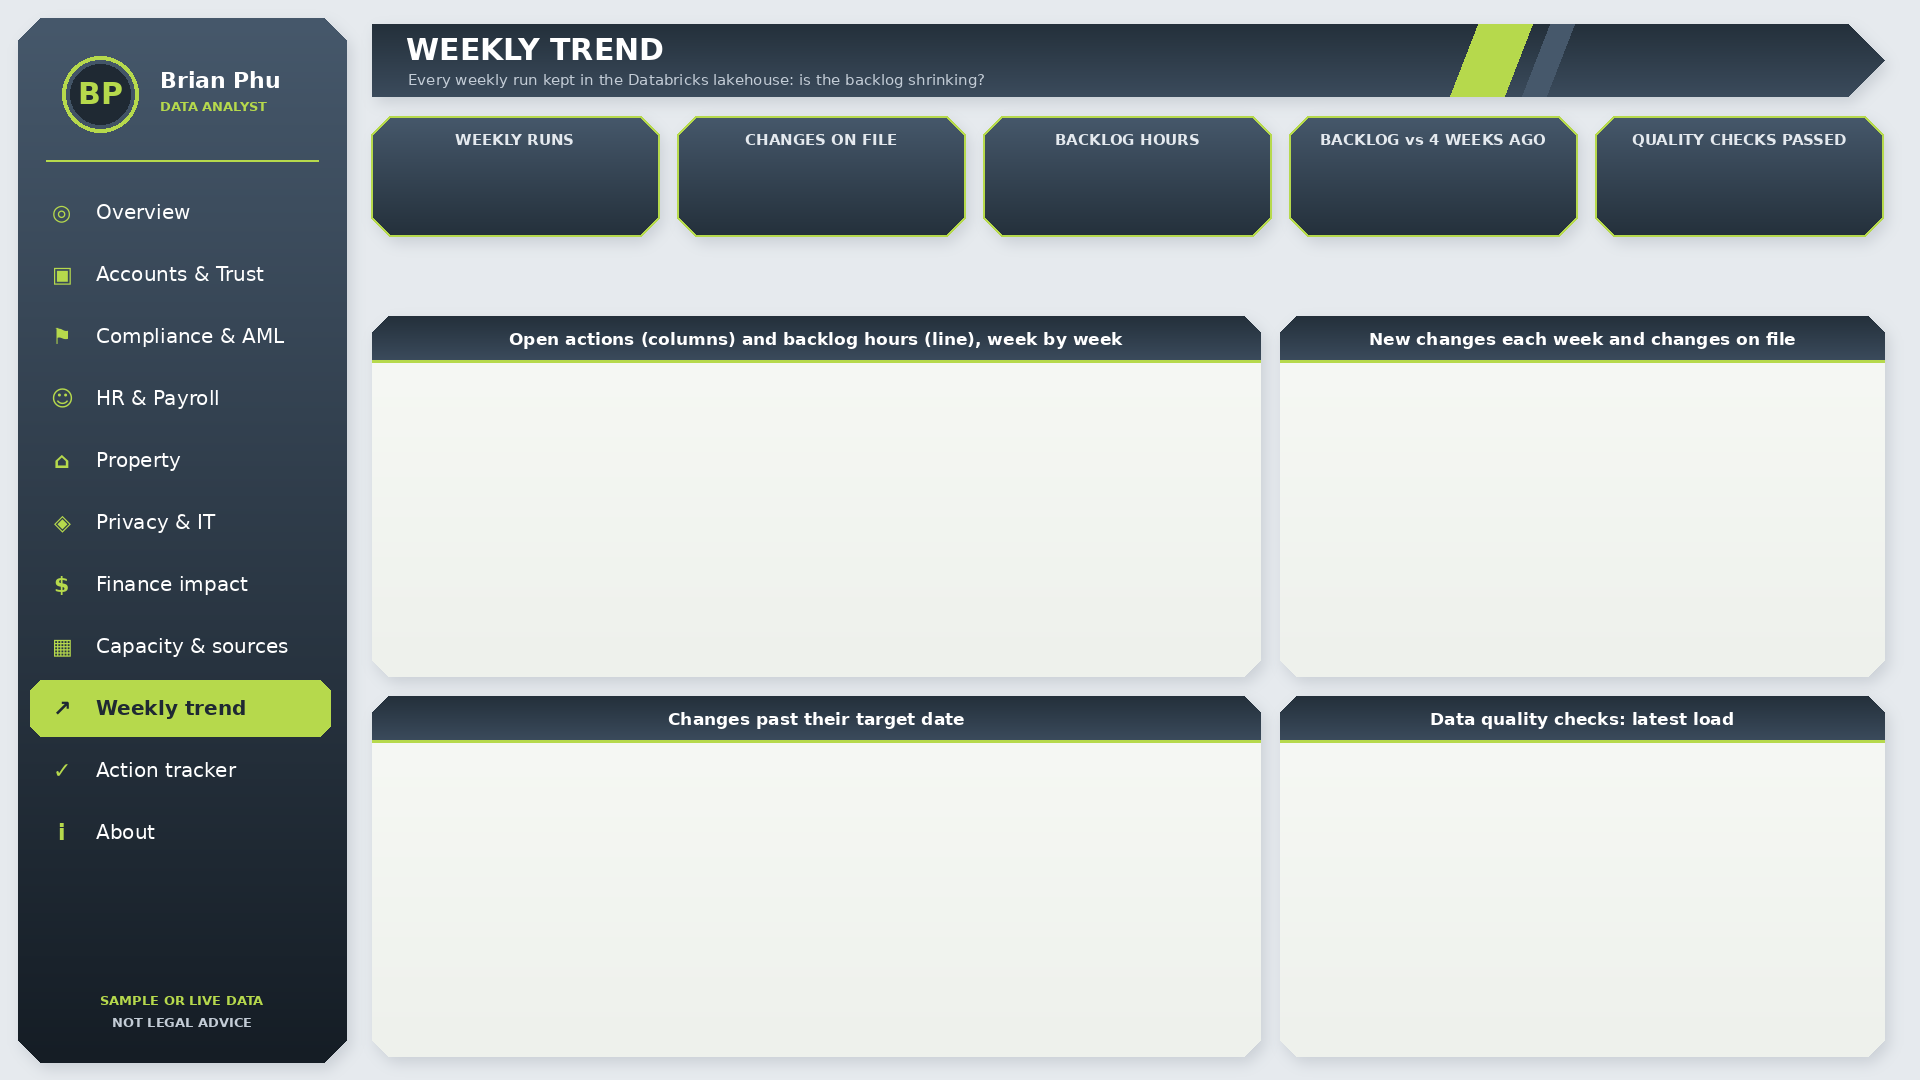 BP
Brian Phu
DATA ANALYST
Overview
Accounts & Trust
Compliance & AML
HR & Payroll
Property
Privacy & IT
$ Finance impact
Capacity & sources
Weekly trend
Action tracker
i About
SAMPLE OR LIVE DATA
NOT LEGAL ADVICE
WEEKLY TREND
Every weekly run kept in the Databricks lakehouse: is the backlog shrinking?
WEEKLY RUNS
CHANGES ON FILE
BACKLOG HOURS
BACKLOG vs 4 WEEKS AGO
QUALITY CHECKS PASSED
Open actions (columns) and backlog hours (line), week by week
New changes each week and changes on file
Changes past their target date
Data quality checks: latest load